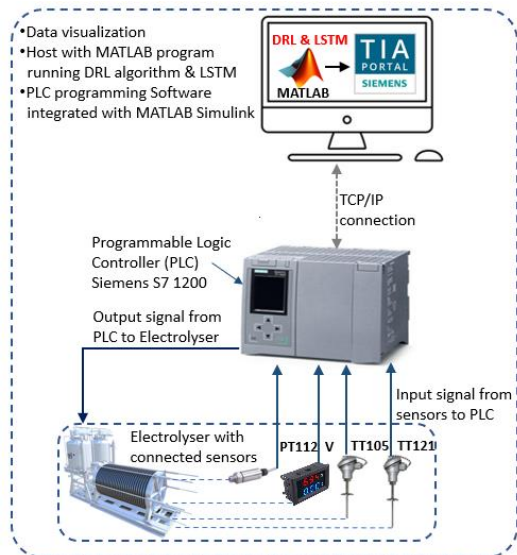 •Data visualization
•Host with MATLAB program
running DRL algorithm & LSTM
•PLC programming Software
integrated with MATLAB Simulink
DRL & LSTM
MATLAB
TIA
PORTAL
SIEMENS
TCP/IP
connection
Programmable Logic
Controller (PLC)
Siemens S7 1200
Output signal from
PLC to Electrolyser
Input signal from
sensors to PLC
Electrolyser with
connected sensors
PT112 V TT105 TT121